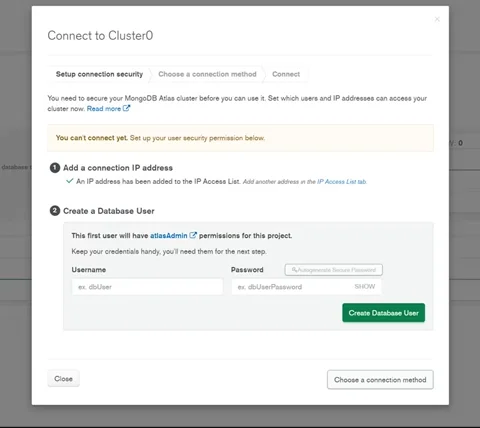 ×
Connect to Cluster0
Setup connection security
Choose a connection method
Connect
You need to secure your MongoDB Atlas cluster before you can use it. Set which users and IP addresses can access your
cluster now. Read more
You can't connect yet. Set up your user security permission below.
1 Add a connection IP address
An IP address has been added to the IP Access List. Add another address in the IP Access List tab.
2 Create a Database User
This first user will have atlasAdmin permissions for this project.
Keep your credentials handy, you'll need them for the next step.
Username
Password
Autogenerate Secure Password
ex. dbUser
ex. dbUserPassword
SHOW
Create Database User
Close
Choose a connection method
database
0